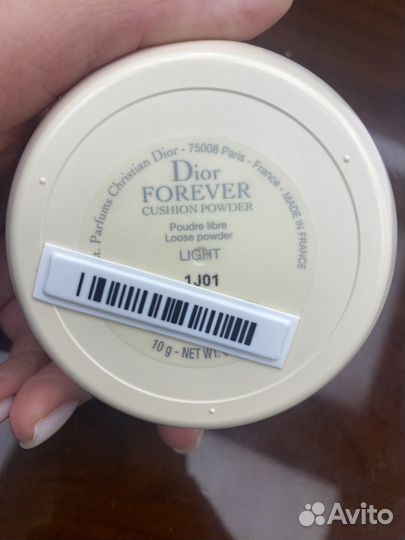 Parfums Christian Dior - 75008 Paris - France - MADE IN FRANCE
Dior
FOREVER
CUSHION POWDER
Poudre libre
Loose powder
LIGHT
1J01
10 g - NET WT.
Avito